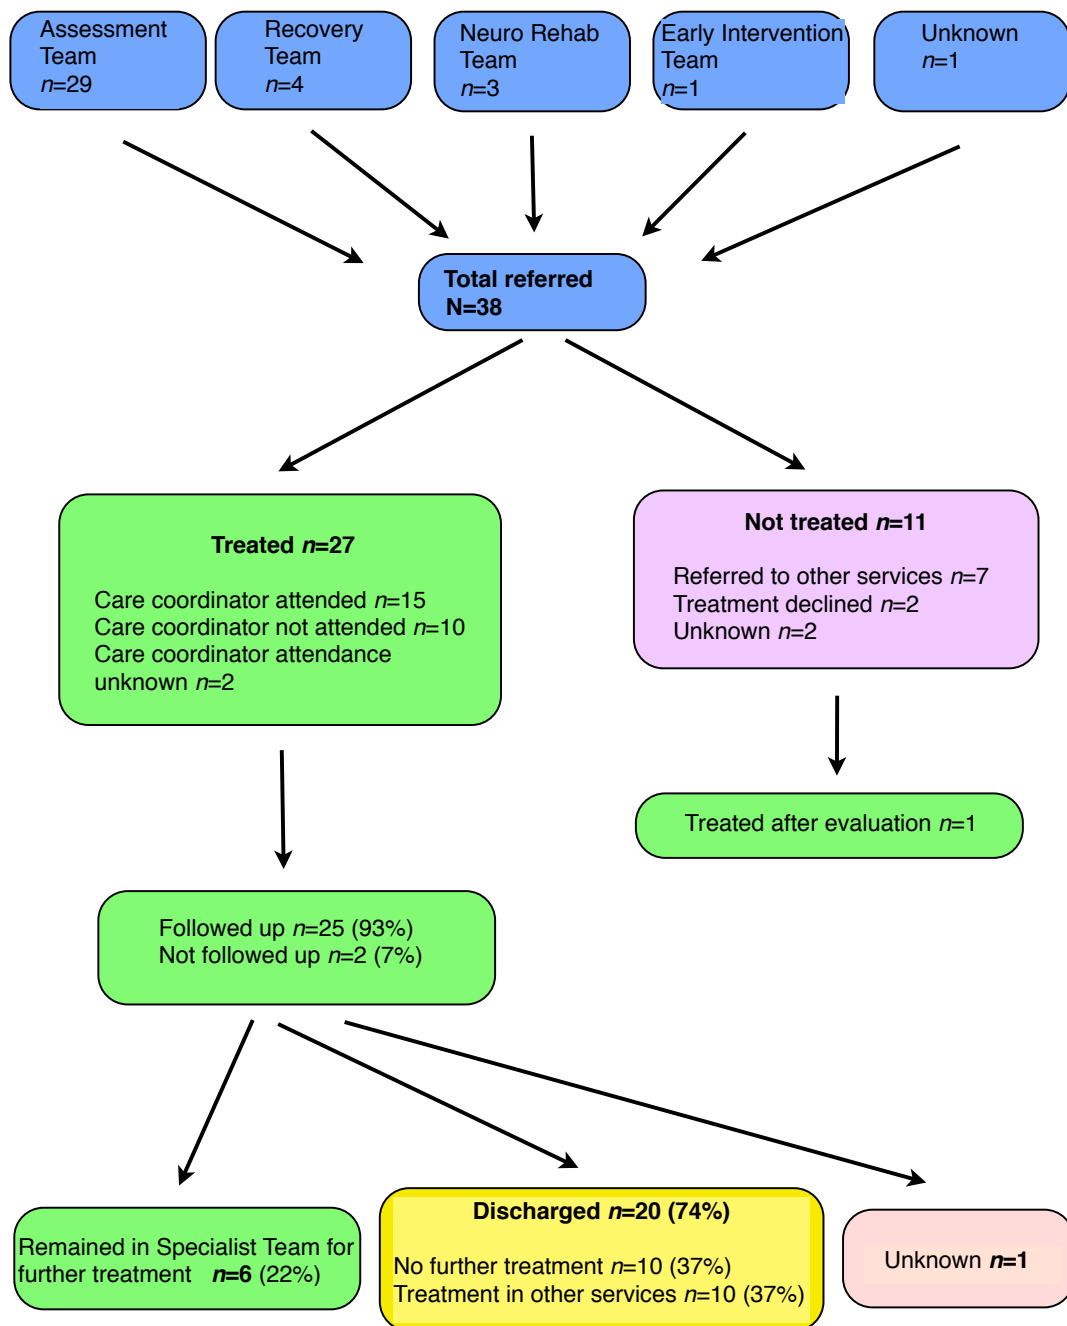 Assessment
Team
n=29
Recovery
Team
n=4
Neuro Rehab
Team
n=3
Early Intervention
Team
n=1
Unknown
n=1
Total referred
N=38
Treated n=27
Care coordinator attended n=15
Care coordinator not attended n=10
Care coordinator attendance
unknown n=2
Not treated n=11
Referred to other services n=7
Treatment declined n=2
Unknown n=2
Treated after evaluation n=1
Followed up n=25 (93%)
Not followed up n=2 (7%)
Remained in Specialist Team for
further treatment n=6 (22%)
Discharged n=20 (74%)
No further treatment n=10 (37%)
Treatment in other services n=10 (37%)
Unknown n=1